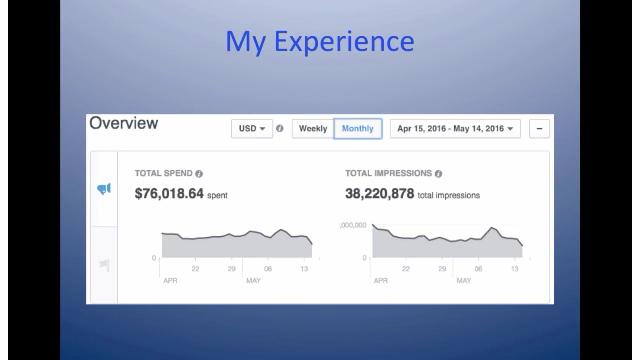 My Experience
Overview
USD
Weekly
Monthly
Apr 15, 2016 - May 14, 2016
–
TOTAL SPEND
TOTAL IMPRESSIONS
$76,018.64 spent
38,220,878 total impressions
,000,000
0
0
22 29 06 13
22 29 06 13
APR MAY
APR MAY